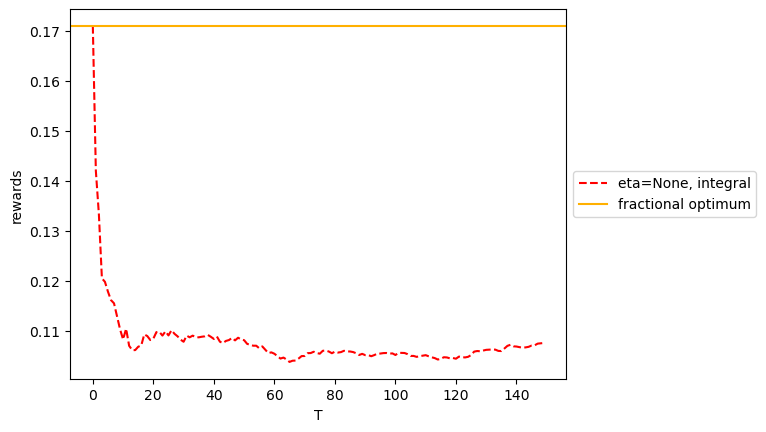 0.17
0.16
0.15
0.14
0.13
0.12
0.11
rewards
0 20 40 60 80 100 120 140
T
eta=None, integral
fractional optimum